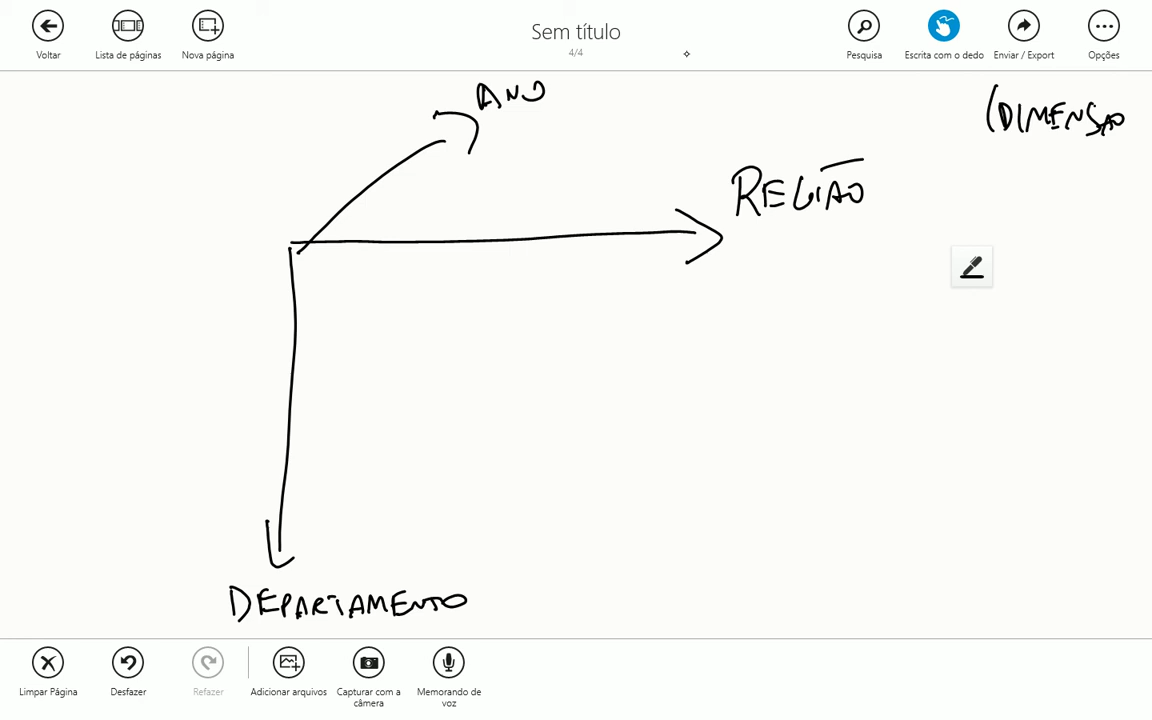 Sem título
4/4
Voltar
Lista de páginas
Nova página
Pesquisa
Escrita com o dedo
Enviar / Export
Opções
ANO
(DIMENSAO
REGIÃO
DEPARTAMENTO
Limpar Página
Desfazer
Refazer
Adicionar arquivos
Capturar com a
câmera
Memorando de
voz